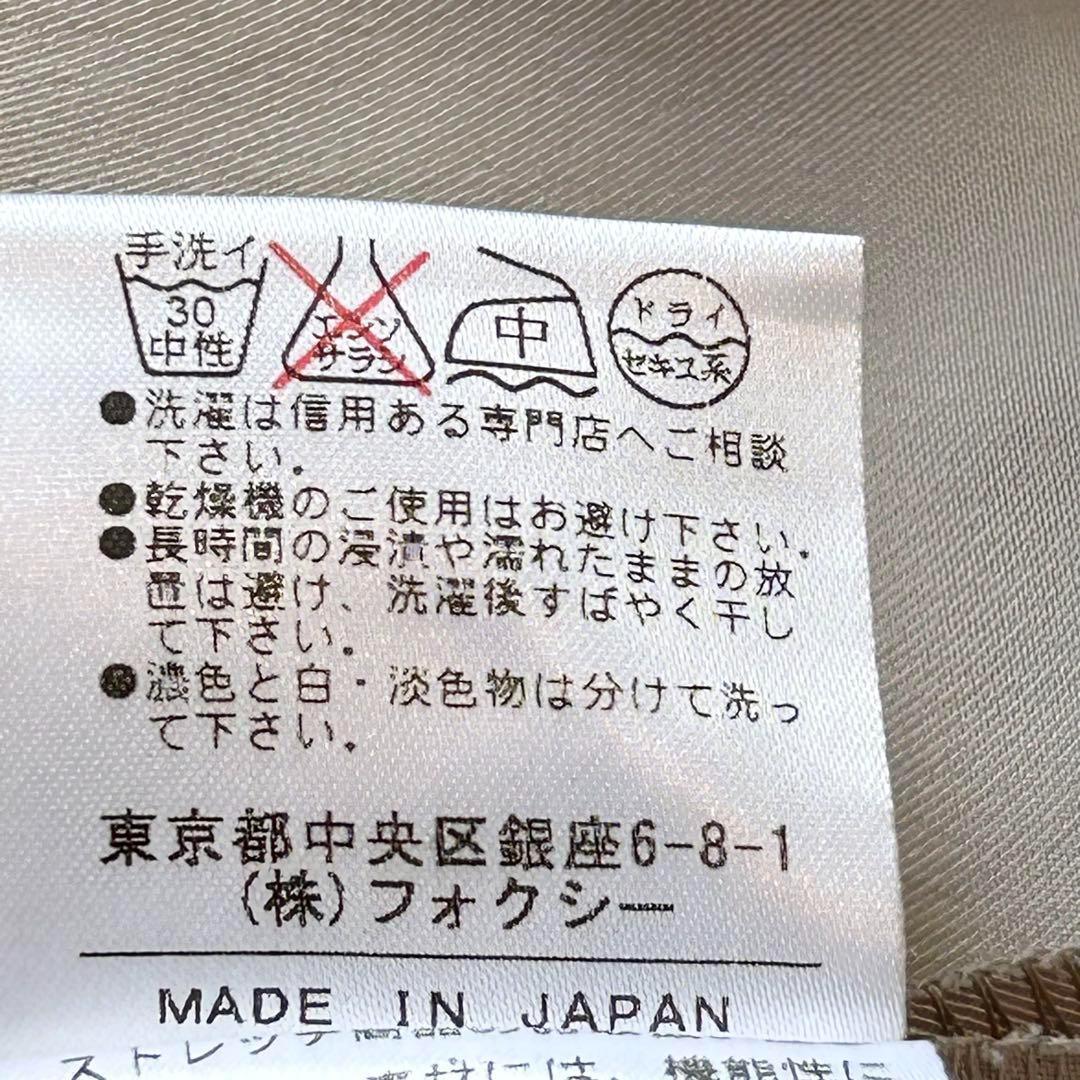 手洗イ
30
中性
エンソ
サラシ
中
ドライ
セキユ系
●洗濯は信用ある専門店へご相談
下さい。
●乾燥機のご使用はお避け下さい。
●長時間の浸漬や濡れたままの放
置は避け、洗濯後すばやく干し
て下さい。
●濃色と白・淡色物は分けて洗っ
て下さい。
東京都中央区銀座6-8-1
(株)フォクシー
MADE IN JAPAN
ストレッチ